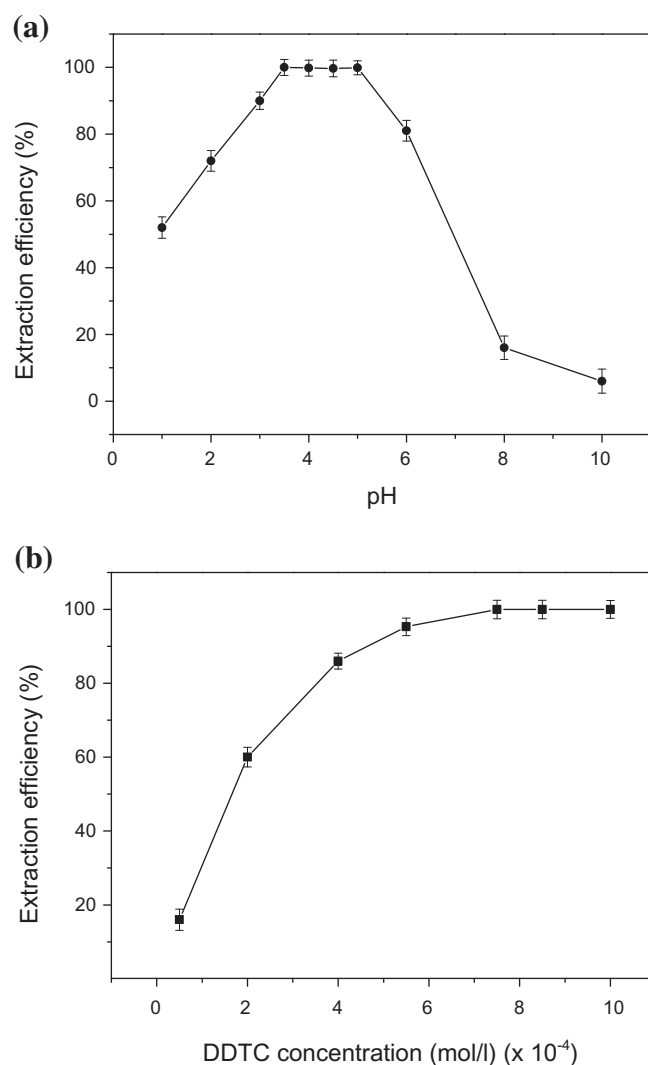 (a)
100
80
60
40
20
0
Extraction efficiency (%)
0 2 4 6 8 10
pH
(b)
100
80
60
40
20
Extraction efficiency (%)
0 2 4 6 8 10
DDTC concentration (mol/l) (x 10⁻⁴)